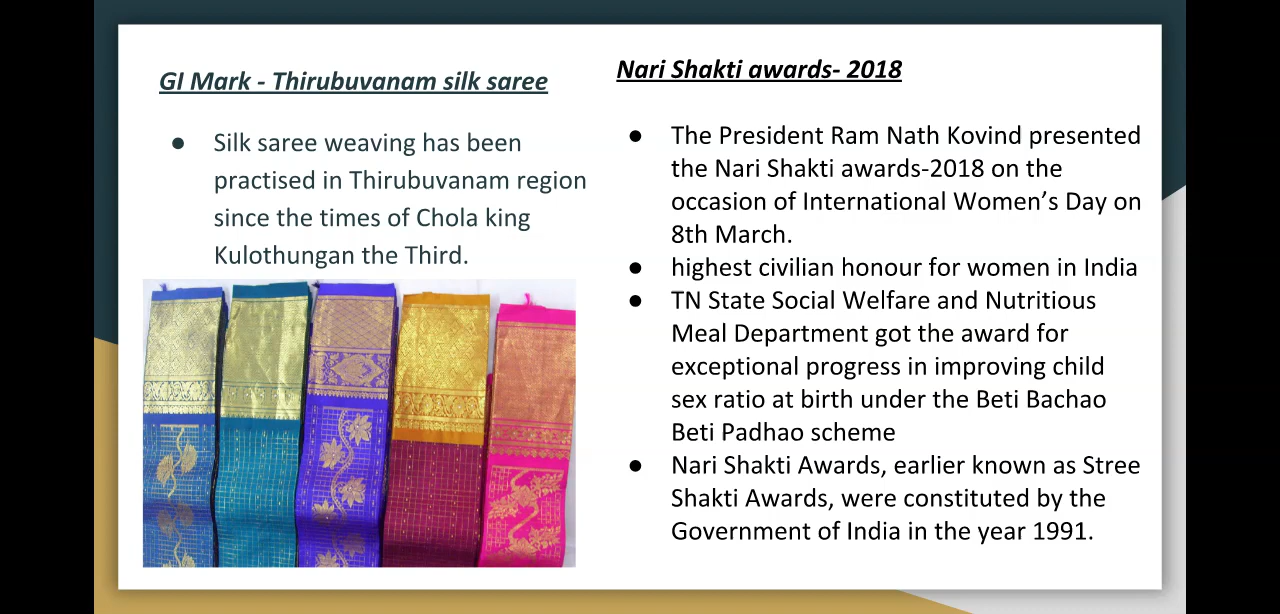 GI Mark - Thirubuvanam silk saree
● Silk saree weaving has been
practised in Thirubuvanam region
since the times of Chola king
Kulothungan the Third.
Nari Shakti awards- 2018
● The President Ram Nath Kovind presented
the Nari Shakti awards-2018 on the
occasion of International Women’s Day on
8th March.
● highest civilian honour for women in India
● TN State Social Welfare and Nutritious
Meal Department got the award for
exceptional progress in improving child
sex ratio at birth under the Beti Bachao
Beti Padhao scheme
● Nari Shakti Awards, earlier known as Stree
Shakti Awards, were constituted by the
Government of India in the year 1991.